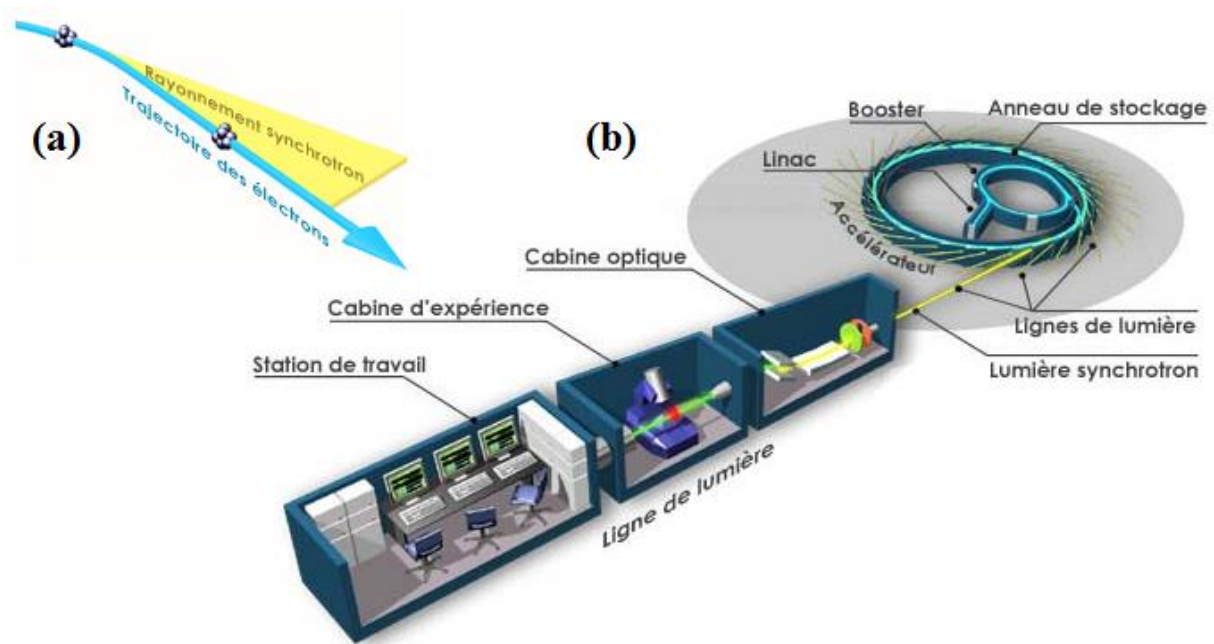 (a)
Rayonnement synchrotron
Trajectoire des électrons
(b)
Booster
Anneau de stockage
Linac
Accélérateur
Cabine optique
Cabine d'expérience
Station de travail
Lignes de lumière
Lumière synchrotron
Ligne de lumière